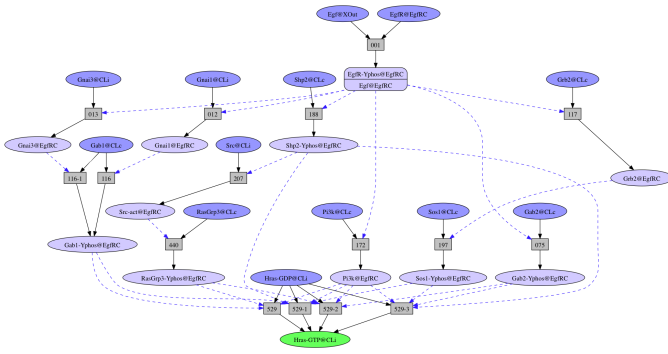 Egf@XOut EgfR@EgfRC
001
Gnai3@CLi Gnai1@CLi Shp2@CLc EgfR-Yphos@EgfRC Grb2@CLc
Egf@EgfRC
013 012 188 117
Gnai3@EgfRC Gab1@CLc Gnai1@EgfRC Src@CLi Shp2-Yphos@EgfRC
116-1 116 207 Grb2@EgfRC
Src-act@EgfRC RasGrp3@CLc Pi3k@CLc Sos1@CLc Gab2@CLc
Gab1-Yphos@EgfRC 440 172 197 075
RasGrp3-Yphos@EgfRC Hras-GDP@CLi Pi3k@EgfRC Sos1-Yphos@EgfRC Gab2-Yphos@EgfRC
529 529-1 529-2 529-3
Hras-GTP@CLi